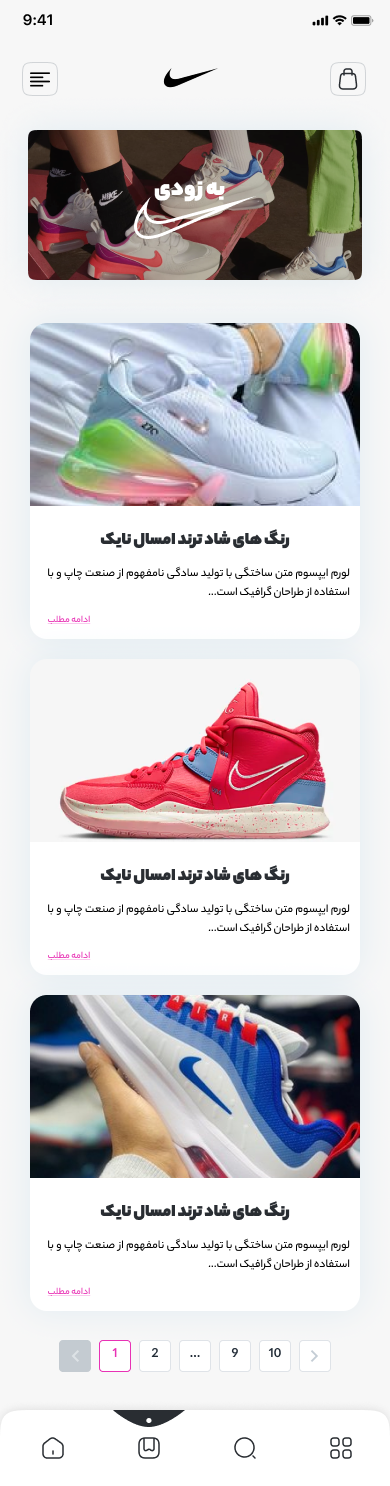 9:41
به زودی
NIKE
رنگ های شاد ترند امسال نایک
لورم ایپسوم متن ساختگی با تولید سادگی نامفهوم از صنعت چاپ و با
استفاده از طراحان گرافیک است...
ادامه مطلب
رنگ های شاد ترند امسال نایک
لورم ایپسوم متن ساختگی با تولید سادگی نامفهوم از صنعت چاپ و با
استفاده از طراحان گرافیک است...
ادامه مطلب
AIR
رنگ های شاد ترند امسال نایک
لورم ایپسوم متن ساختگی با تولید سادگی نامفهوم از صنعت چاپ و با
استفاده از طراحان گرافیک است...
ادامه مطلب
1 2 ... 9 10